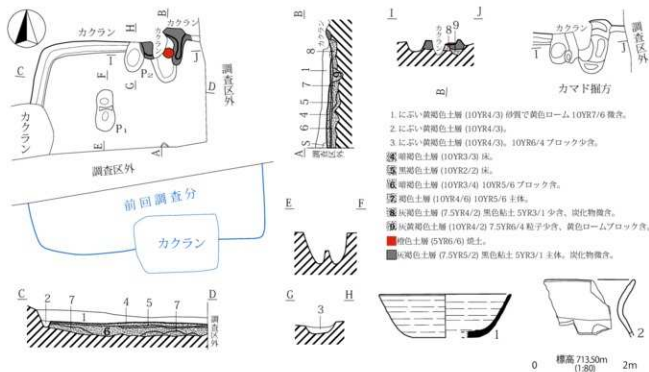 カクラン
H
B
カクラン
I
J
C
F
G
P₂
P₁
E
A
D
調査区外
カクラン
調査区外
前回調査分
カクラン
B
カクラン
8
1
7
5
4
6
S
A
調査区外
I
J
カクラン
8
9
B
J
カマド掘方
1. にぶい黄褐色土層 (10YR4/3) 砂質で黄色ローム 10YR7/6 微含。
2. にぶい黄褐色土層 (10YR4/3)。
3. にぶい黄褐色土層 (10YR4/3)、10YR6/4 ブロック少含。
4. 暗褐色土層 (10YR3/3) 床。
5. 黒褐色土層 (10YR2/2) 床。
6. 暗褐色土層 (10YR3/4) 10YR5/6 ブロック含。
7. 褐色土層 (10YR4/6) 10YR5/6 主体。
8. 灰褐色土層 (7.5YR4/2) 黒色粘土 5YR3/1 少含、炭化物微含。
9. 灰黄褐色土層 (10YR4/2) 7.5YR6/4 粒子少含、黄色ロームブロック含。
橙色土層 (5YR6/6) 焼土。
灰褐色土層 (7.5YR5/2) 黒色粘土 5YR3/1 主体。炭化物微含。
E
F
C
D
2
7
1
4
5
7
6
調査区外
G
H
3
1
2
標高 713.50m
0
(1:80)
2m